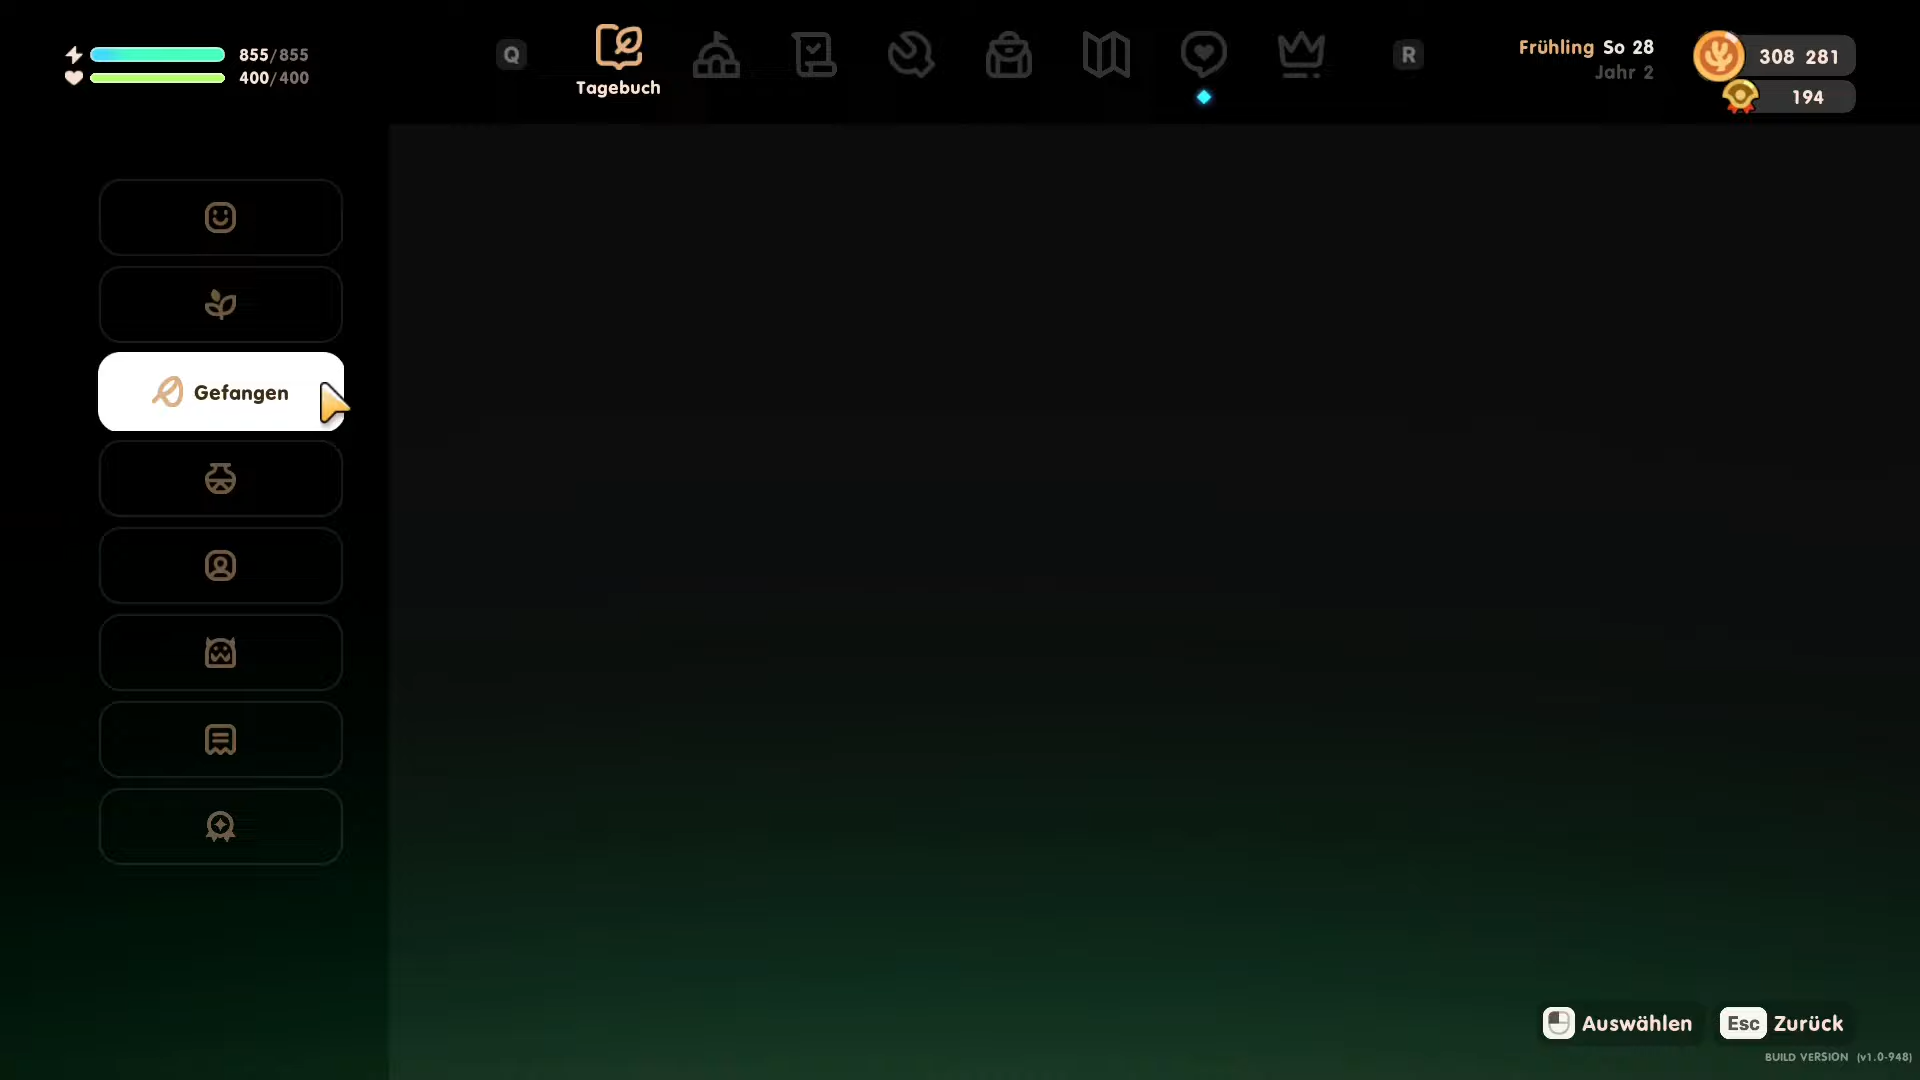 855/855
400/400
Q
Tagebuch
R
Frühling So 28
Jahr 2
308 281
194
Gefangen
Auswählen
Esc Zurück
BUILD VERSION (v1.0-948)